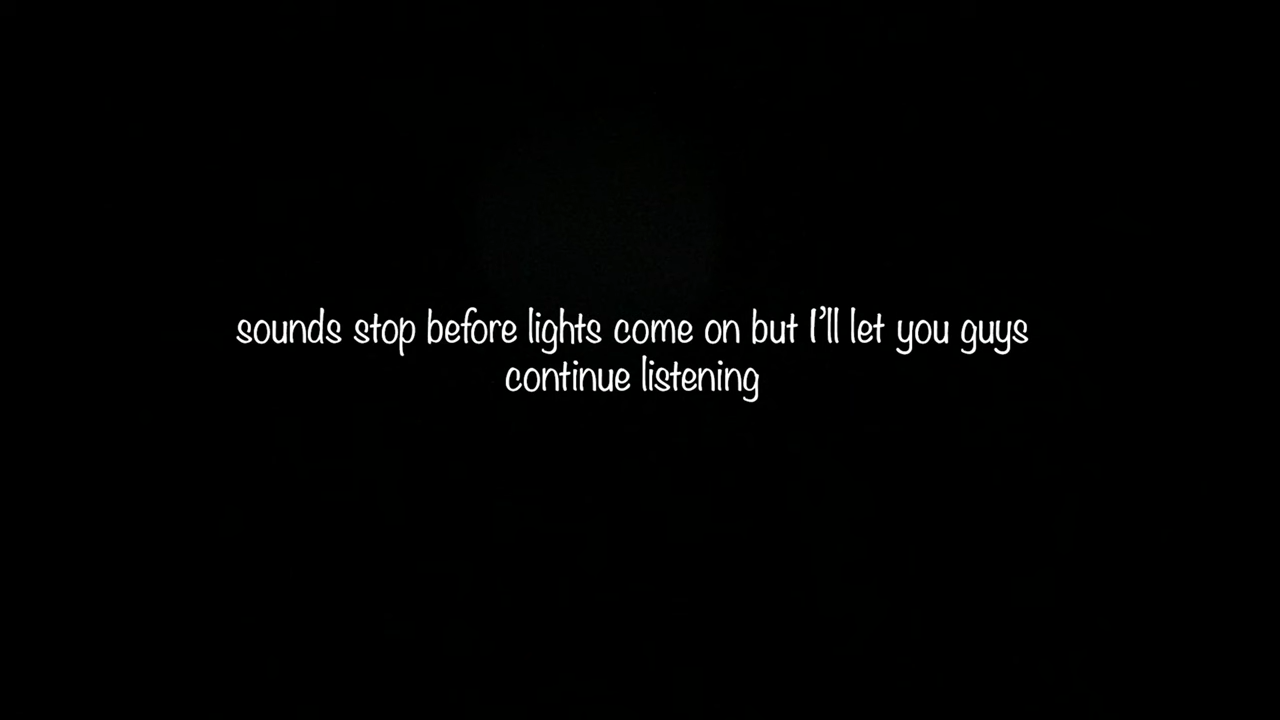 sounds stop before lights come on but I’ll let you guys
continue listening